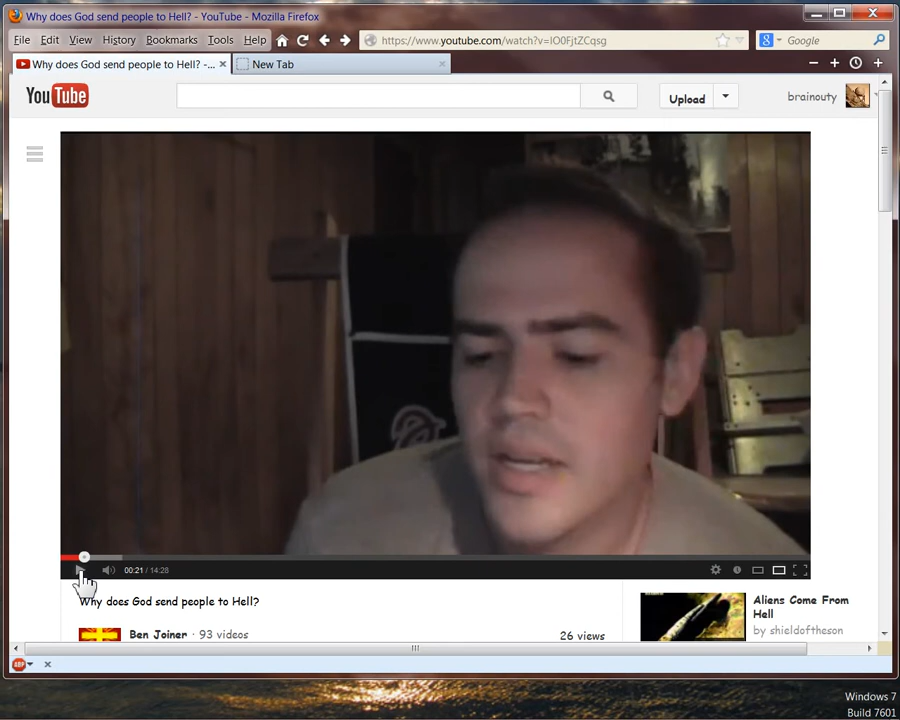 Why does God send people to Hell? - YouTube - Mozilla Firefox
File Edit View History Bookmarks Tools Help
https://www.youtube.com/watch?v=IO0FjtZCqsg
Google
Why does God send people to Hell? -...
New Tab
YouTube
Upload
brainouty
00:21 / 14:28
Why does God send people to Hell?
Ben Joiner · 93 videos
26 views
Aliens Come From
Hell
by shieldoftheson
ABP
Windows 7
Build 7601